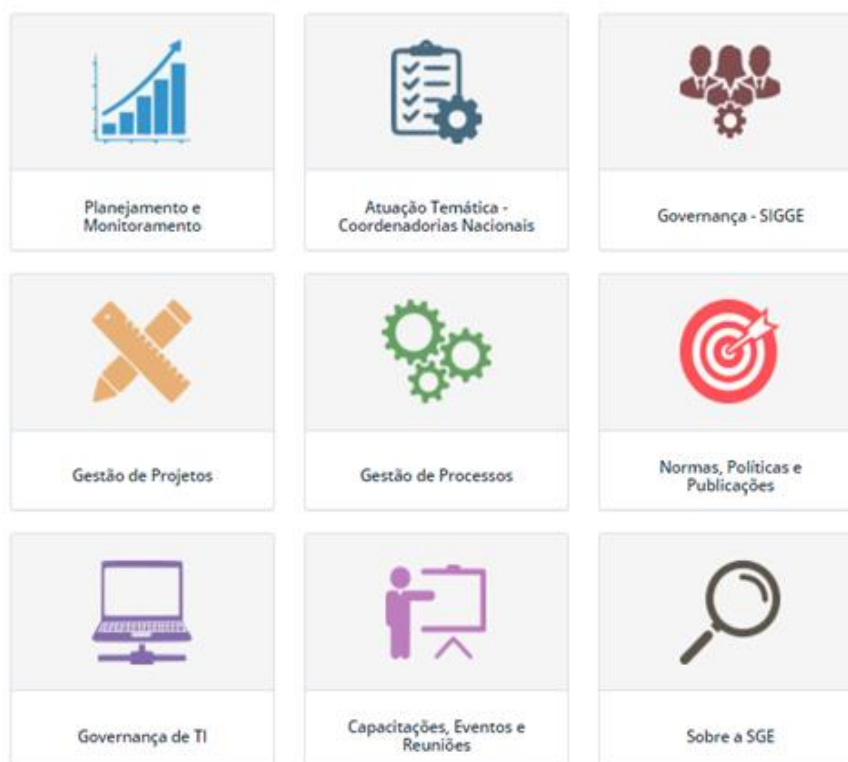 Planejamento e
Monitoramento
Atuação Temática -
Coordenadorias Nacionais
Governança - SIGGE
Gestão de Projetos
Gestão de Processos
Normas, Políticas e
Publicações
Governança de TI
Capacitações, Eventos e
Reuniões
Sobre a SGE